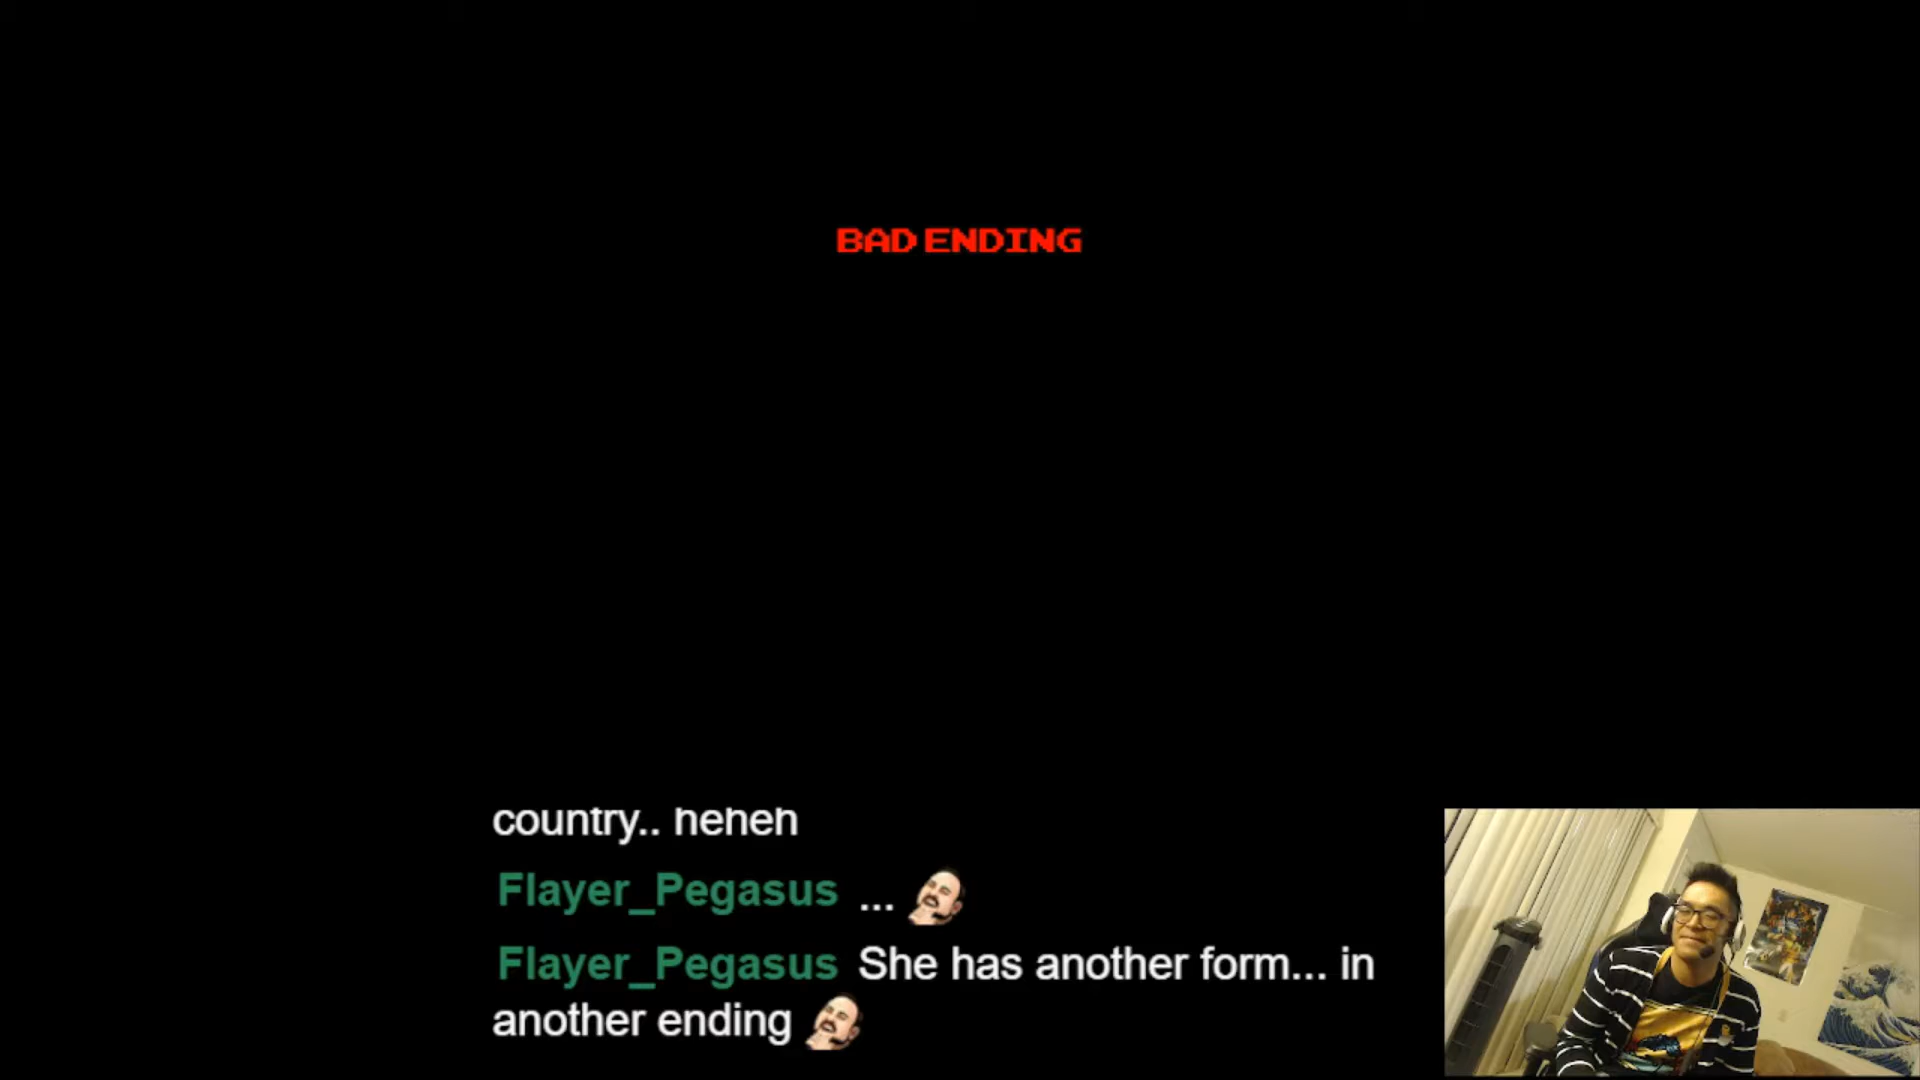 BAD ENDING
country.. heheh
Flayer_Pegasus ...
Flayer_Pegasus She has another form... in
another ending